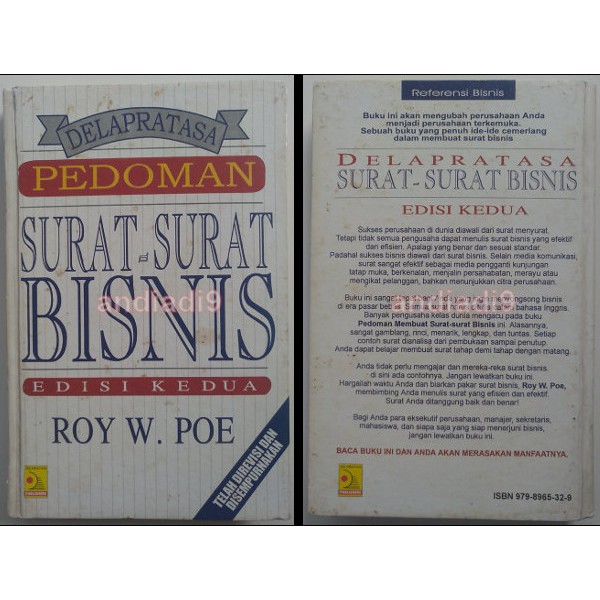 DELAPRATASA
PEDOMAN
SURAT-SURAT
BISNIS
andiadi9
EDISI KEDUA
ROY W. POE
TELAH DIREVISI DAN
DISEMPURNAKAN
Referensi Bisnis
Buku ini akan mengubah perusahaan Anda
menjadi perusahaan terkemuka.
Sebuah buku yang penuh ide-ide cemerlang
dalam membuat surat bisnis
DELAPRATASA
SURAT-SURAT BISNIS
EDISI KEDUA
Sukses perusahaan di dunia diawali dari surat menyurat.
Tetapi tidak semua pengusaha dapat menulis surat bisnis yang efektif
dan efisien. Apalagi yang benar dan sesuai standar.
Padahal sukses bisnis diawali dari surat bisnis. Selain media komunikasi,
surat sangat efektif sebagai media pengganti kunjungan
tatap muka, berkenalan, menjalin persahabatan, merayu atau
mengikat pelanggan, bahkan menunjukkan citra perusahaan.
andiadi9
Buku ini sangat Anda yang
di era pasar bahasa Inggris.
Banyak pengusaha kelas dunia mengacu pada buku
Pedoman Membuat Surat-surat Bisnis ini. Alasannya,
sangat gamblang, rinci, menarik, lengkap, dan tuntas. Setiap
contoh surat dianalisa dari pembukaan sampai penutup.
Anda dapat belajar membuat surat tahap demi tahap dengan matang.
Anda tidak perlu mengajar dan mereka-reka surat bisnis.
di sini ada contohnya. Jangan lewatkan buku ini.
Hargailah waktu Anda dan biarkan pakar surat bisnis, Roy W. Poe,
membimbing Anda menulis surat yang efisien dan efektif.
Surat Anda ditanggung baik dan benar!
Bagi Anda para eksekutif perusahaan, manajer, sekretaris,
mahasiswa, dan siapa saja yang siap menerjuni bisnis,
jangan lewatkan buku ini.
BACA BUKU INI DAN ANDA AKAN MERASAKAN MANFAATNYA.
ISBN 979-8965-32-9